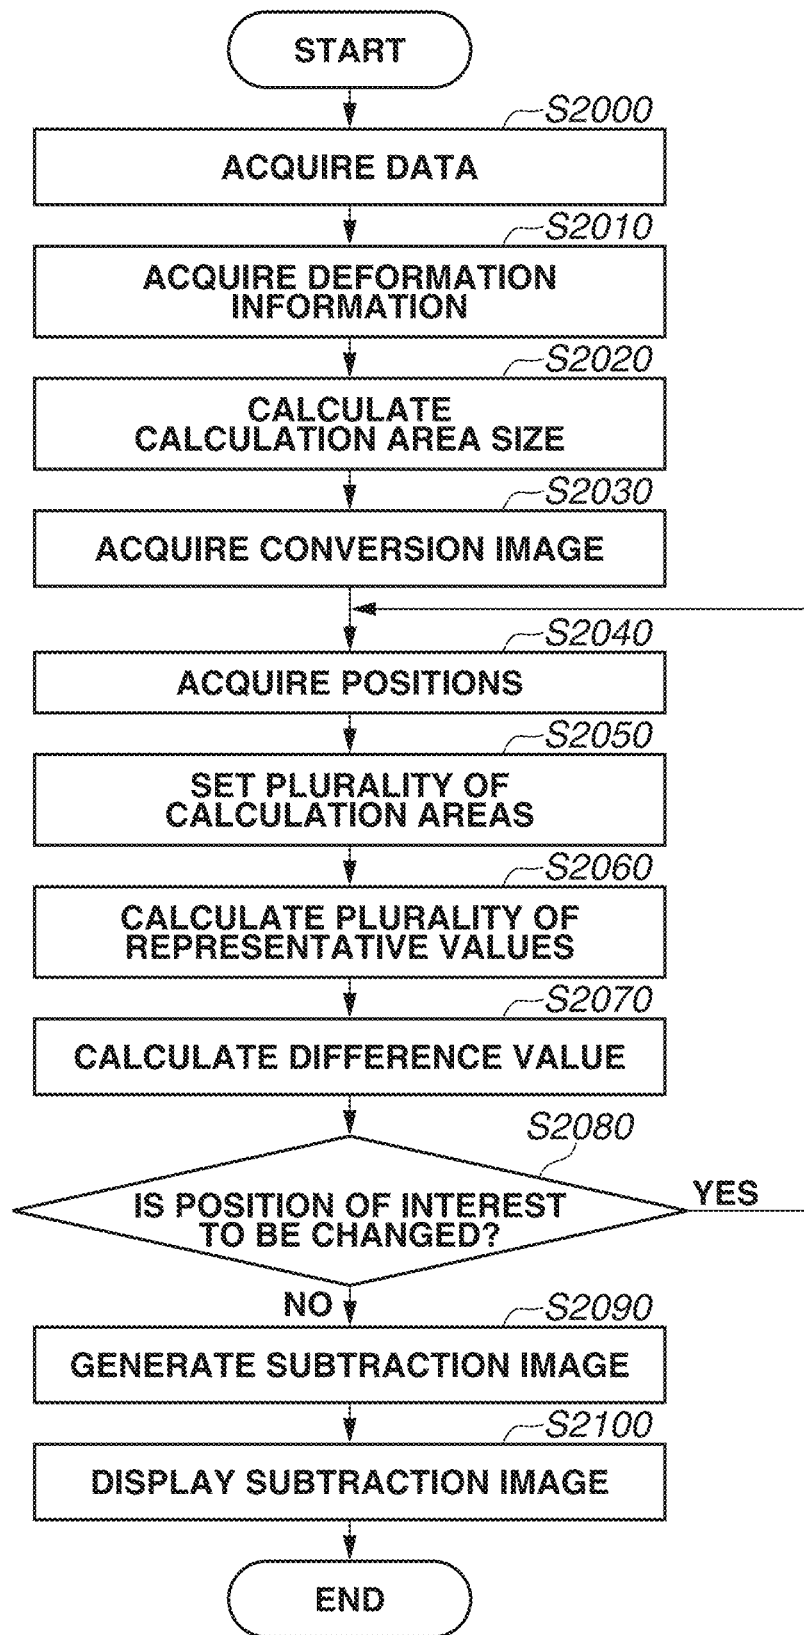 START
S2000
ACQUIRE DATA
S2010
ACQUIRE DEFORMATION
INFORMATION
S2020
CALCULATE
CALCULATION AREA SIZE
S2030
ACQUIRE CONVERSION IMAGE
S2040
ACQUIRE POSITIONS
S2050
SET PLURALITY OF
CALCULATION AREAS
S2060
CALCULATE PLURALITY OF
REPRESENTATIVE VALUES
S2070
CALCULATE DIFFERENCE VALUE
S2080
IS POSITION OF INTEREST
TO BE CHANGED?
YES
NO
S2090
GENERATE SUBTRACTION IMAGE
S2100
DISPLAY SUBTRACTION IMAGE
END